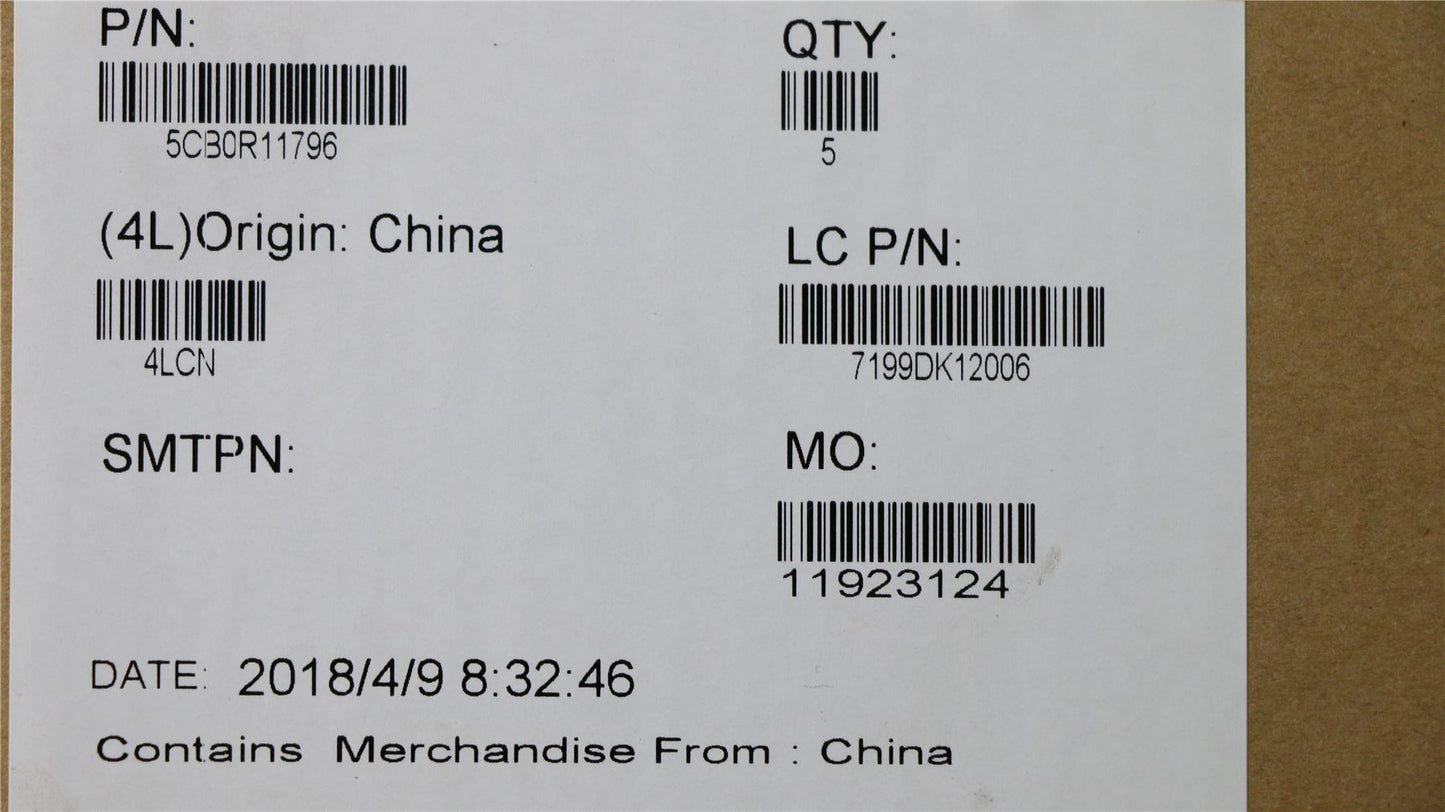 P/N:
5CB0R11796
QTY:
5
(4L)Origin: China
4LCN
LC P/N:
7199DK12006
SMTPN:
MO:
11923124
DATE: 2018/4/9 8:32:46
Contains Merchandise From : China